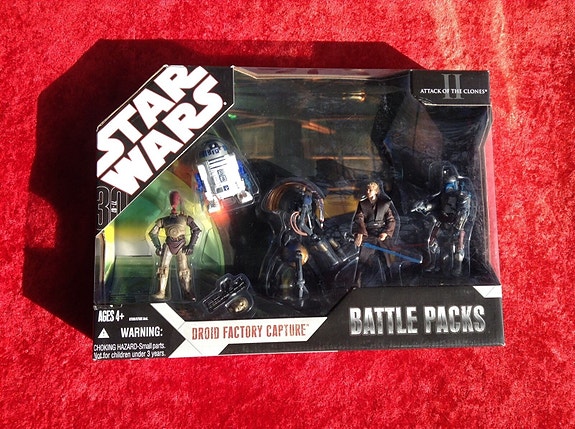 STAR
WARS
II
ATTACK OF THE CLONES
30
AGES 4+
WARNING:
CHOKING HAZARD-Small parts.
Not for children under 3 years.
DROID FACTORY CAPTURE™
BATTLE PACKS